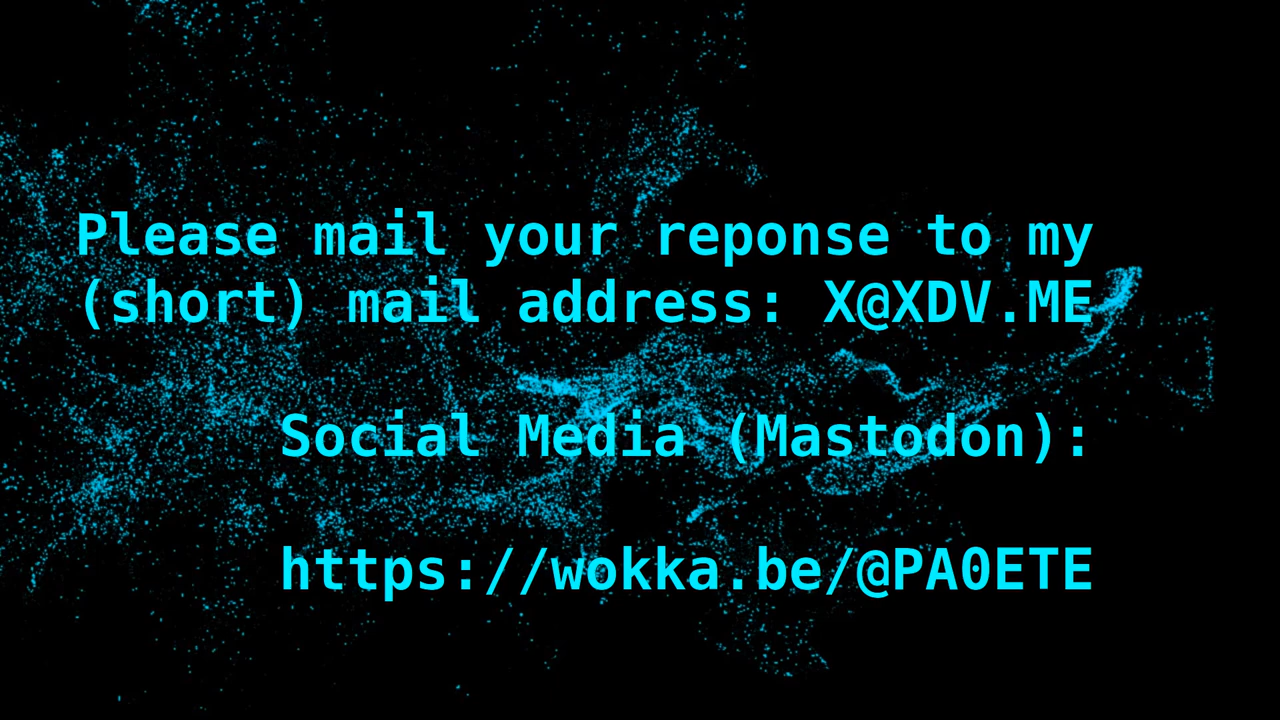 Please mail your reponse to my
(short) mail address: X@XDV.ME
Social Media (Mastodon):
https://wokka.be/@PA0ETE